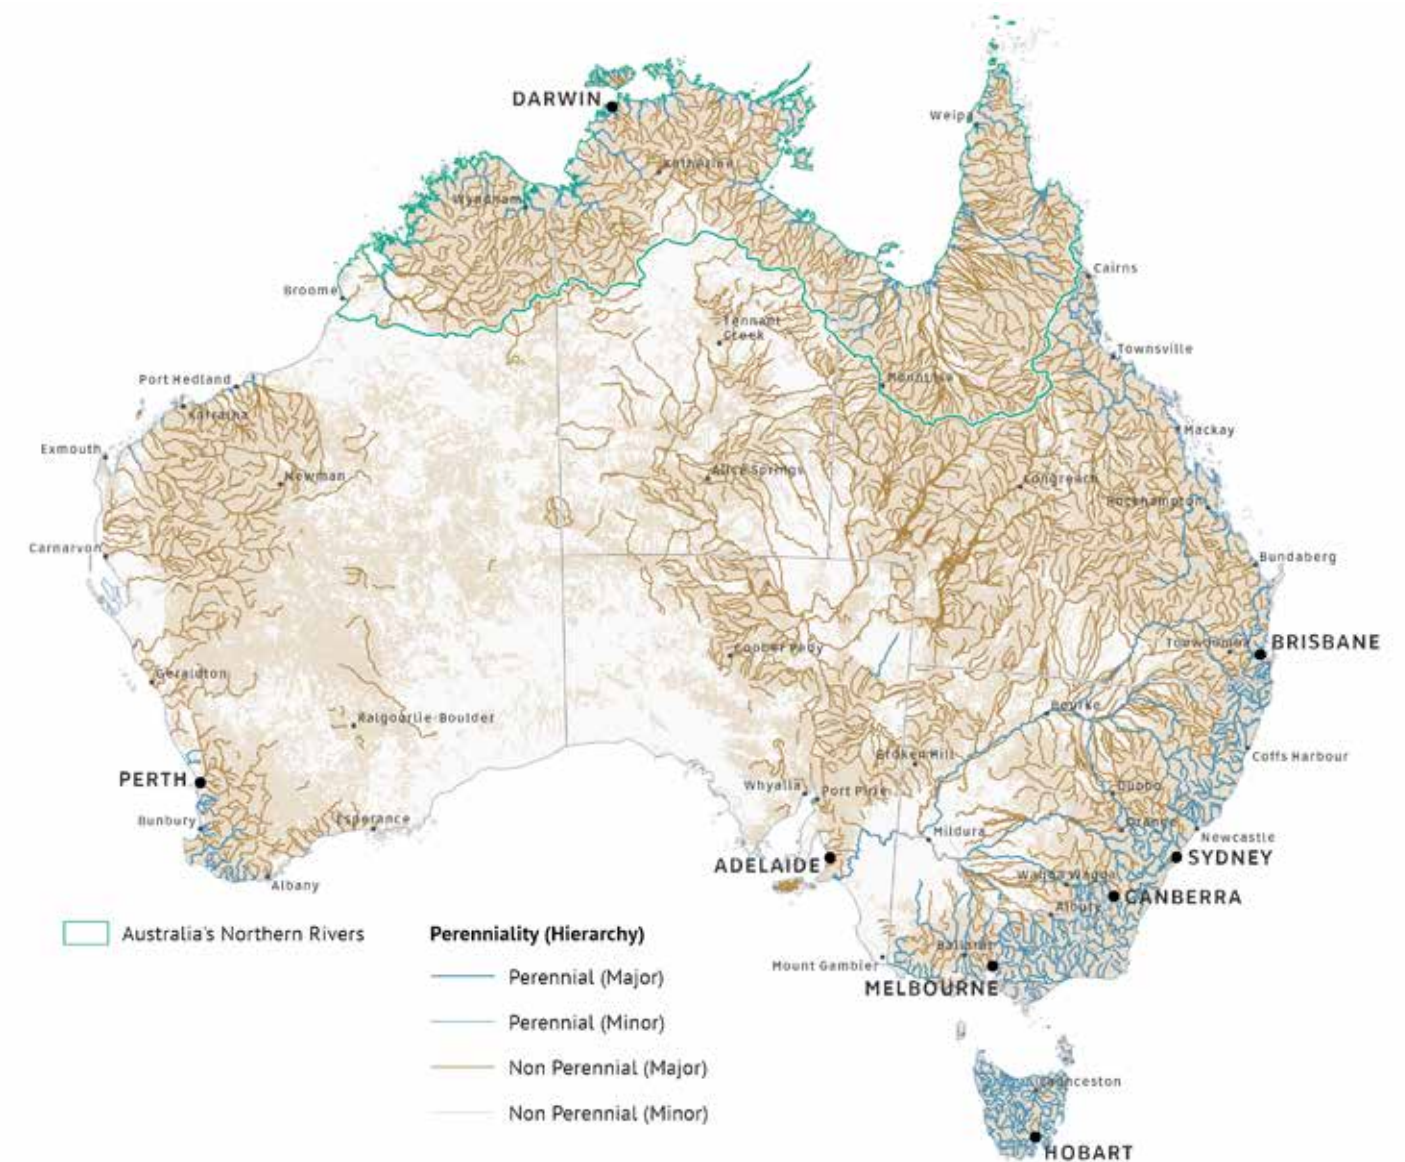 DARWIN
Weipa
Katherine
Wyndham
Cairns
Broome
Tennant
Creek
Townsville
Port Hedland
Mount Isa
Karratha
Mackay
Exmouth
Newman
Alice Springs
Longreach
Rockhampton
Carnarvon
Bundaberg
Toowoomba
BRISBANE
Coober Pedy
Geraldton
Bourke
Kalgoorlie-Boulder
Broken Hill
Coffs Harbour
PERTH
Whyalla
Port Pirie
Dubbo
Bunbury
Esperance
Orange
Mildura
Newcastle
ADELAIDE
SYDNEY
Wagga Wagga
Albany
CANBERRA
Albury
Ballarat
Mount Gambier
MELBOURNE
Launceston
HOBART
Australia's Northern Rivers
Perenniality (Hierarchy)
Perennial (Major)
Perennial (Minor)
Non Perennial (Major)
Non Perennial (Minor)